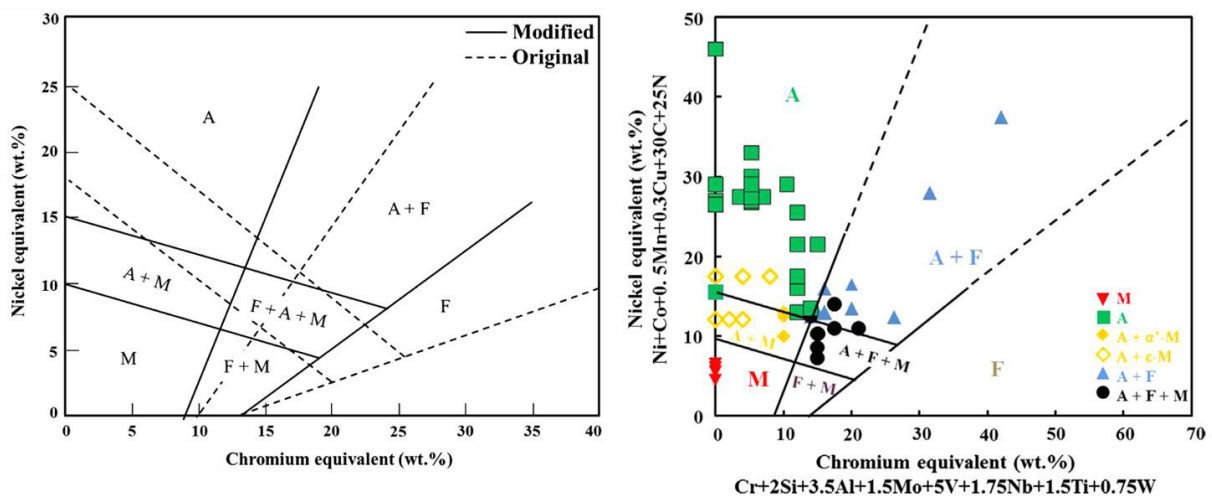 30
25
20
15
10
5
0
Nickel equivalent (wt.%)
Modified
Original
A
A + F
A + M
F + A + M
F
M
F + M
0 5 10 15 20 25 30 35 40
Chromium equivalent (wt.%)
50
40
30
20
10
0
Nickel equivalent (wt.%)
Ni+Co+0. 5Mn+0.3Cu+30C+25N
A
A + F
A + M
A + F + M
M
F + M
F
M
A
A + α’-M
A + ε-M
A + F
A + F + M
0 10 20 30 40 50 60 70
Chromium equivalent (wt.%)
Cr+2Si+3.5Al+1.5Mo+5V+1.75Nb+1.5Ti+0.75W